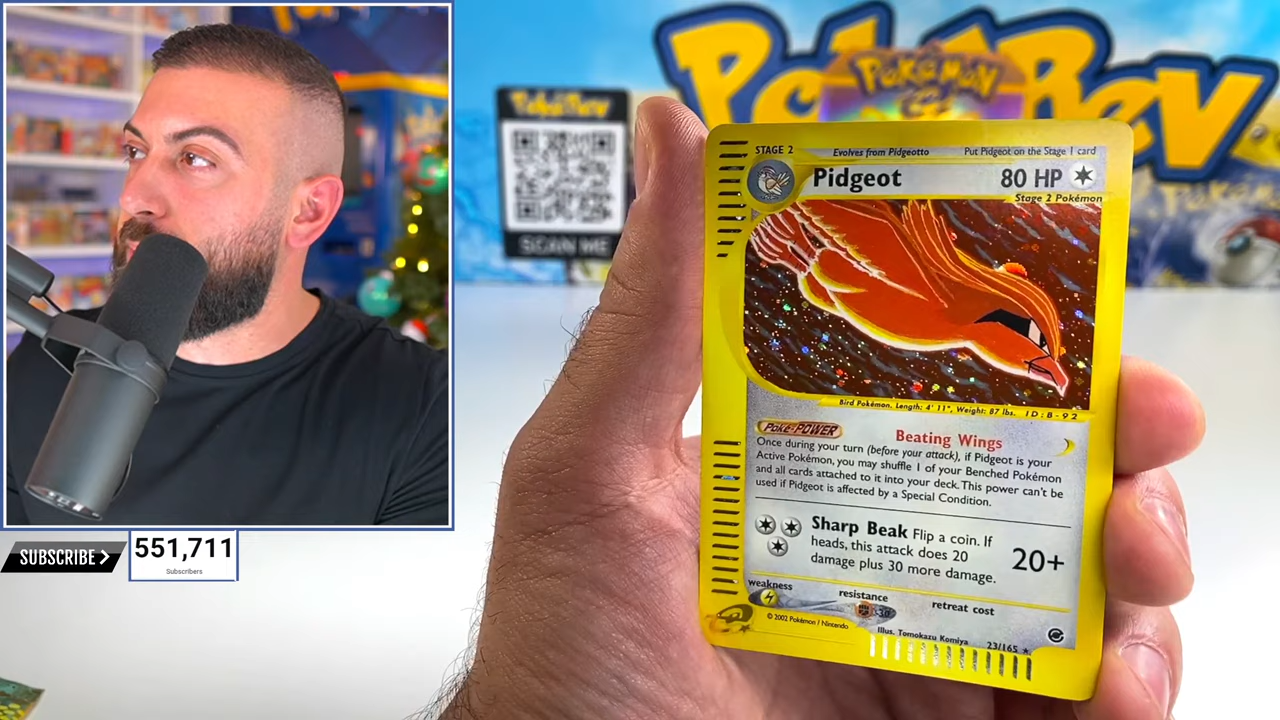 PokéRev
PokéRev
SCAN ME
Pokémon
STAGE 2
Evolves from Pidgeotto
Put Pidgeot on the Stage 1 card
Pidgeot
80 HP
Stage 2 Pokémon
Bird Pokémon. Length: 4' 11", Weight: 87 lbs. ID: B-92
Poké-POWER
Beating Wings
Once during your turn (before your attack), if Pidgeot is your
Active Pokémon, you may shuffle 1 of your Benched Pokémon
and all cards attached to it into your deck. This power can't be
used if Pidgeot is affected by a Special Condition.
Sharp Beak Flip a coin. If
heads, this attack does 20
damage plus 30 more damage.
20+
weakness
resistance
-30
retreat cost
© 2002 Pokémon / Nintendo
Illus. Tomokazu Komiya
23/165 ★
SUBSCRIBE >
551,711
Subscribers